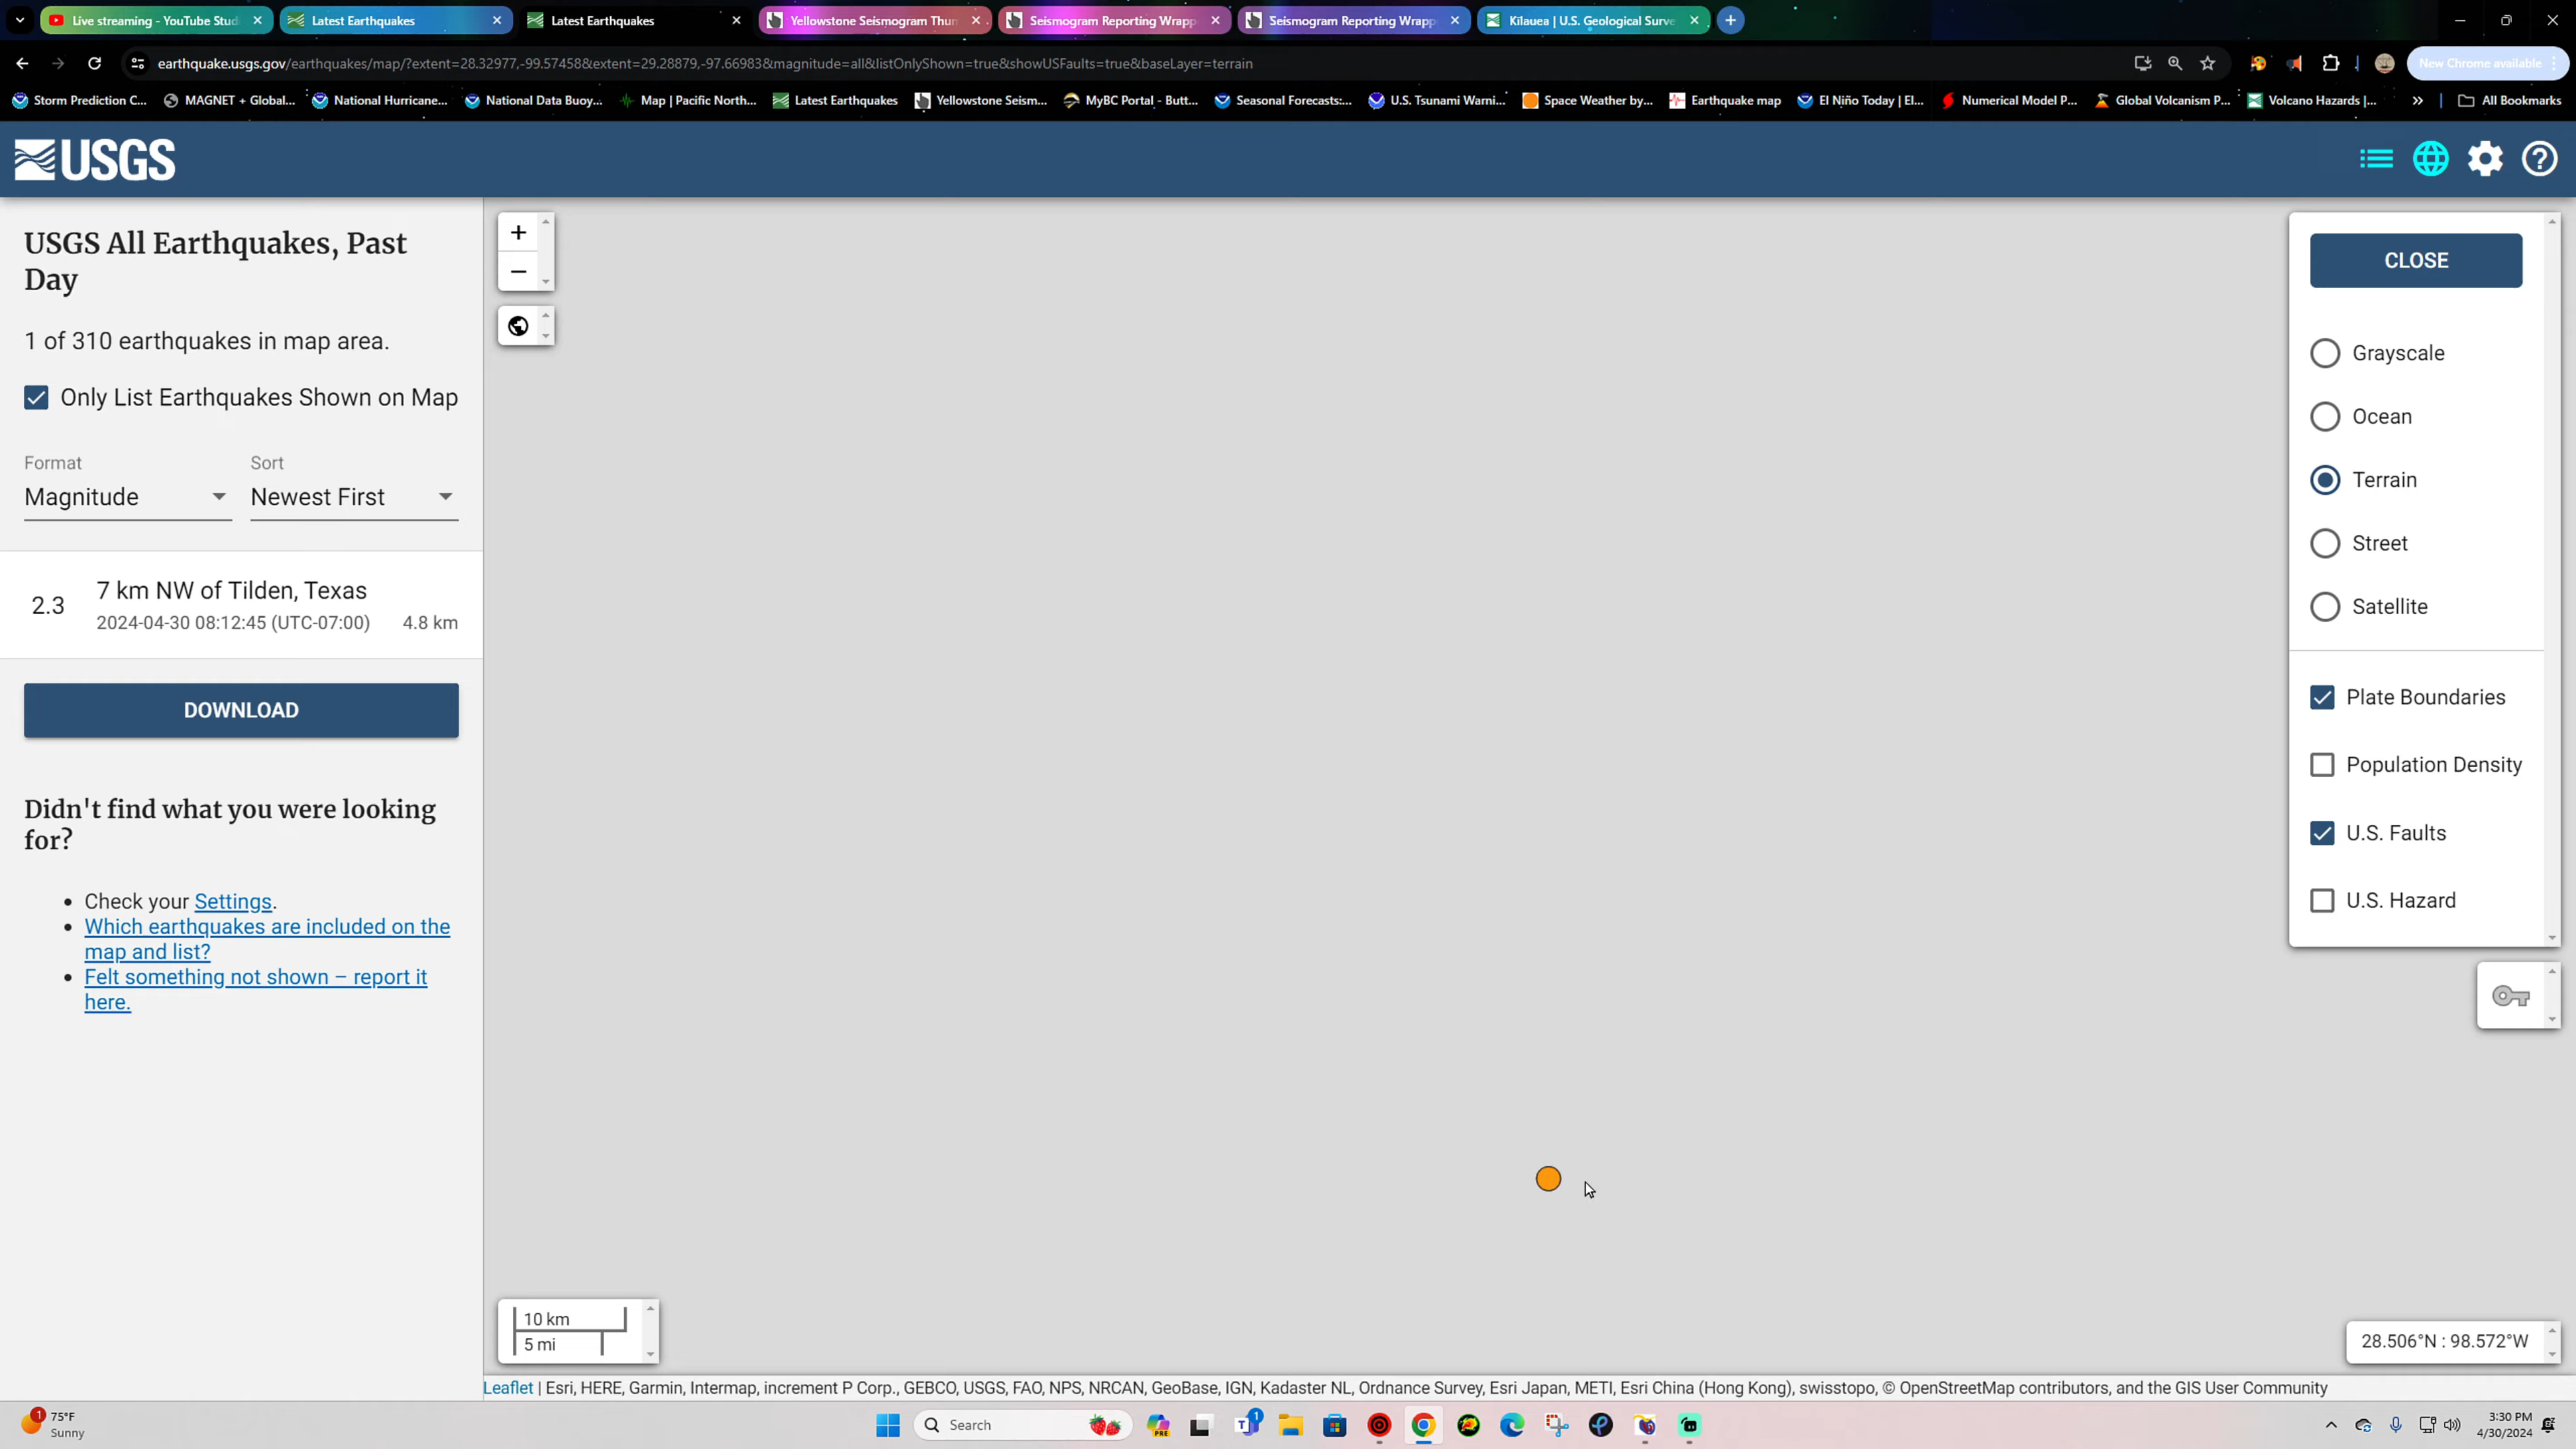 Live streaming - YouTube Stud
Latest Earthquakes
Latest Earthquakes
Yellowstone Seismogram Thun
Seismogram Reporting Wrapp
Seismogram Reporting Wrapp
Kilauea | U.S. Geological Surve
earthquake.usgs.gov/earthquakes/map/?extent=28.32977,-99.57458&extent=29.28879,-97.66983&magnitude=all&listOnlyShown=true&showUSFaults=true&baseLayer=terrain
New Chrome available
Storm Prediction C...
MAGNET + Global...
National Hurricane...
National Data Buoy...
Map | Pacific North...
Latest Earthquakes
Yellowstone Seism...
MyBC Portal - Butt...
Seasonal Forecasts:...
U.S. Tsunami Warni...
Space Weather by...
Earthquake map
El Niño Today | El...
Numerical Model P...
Global Volcanism P...
Volcano Hazards |...
All Bookmarks
USGS
USGS All Earthquakes, Past
Day
1 of 310 earthquakes in map area.
Only List Earthquakes Shown on Map
Format
Sort
Magnitude
Newest First
2.3
7 km NW of Tilden, Texas
2024-04-30 08:12:45 (UTC-07:00)
4.8 km
DOWNLOAD
Didn't find what you were looking
for?
Check your Settings.
Which earthquakes are included on the
map and list?
Felt something not shown – report it
here.
+
−
CLOSE
Grayscale
Ocean
Terrain
Street
Satellite
Plate Boundaries
Population Density
U.S. Faults
U.S. Hazard
10 km
5 mi
28.506°N : 98.572°W
Leaflet | Esri, HERE, Garmin, Intermap, increment P Corp., GEBCO, USGS, FAO, NPS, NRCAN, GeoBase, IGN, Kadaster NL, Ordnance Survey, Esri Japan, METI, Esri China (Hong Kong), swisstopo, © OpenStreetMap contributors, and the GIS User Community
1
75°F
Sunny
Search
PRE
1
3:30 PM
4/30/2024